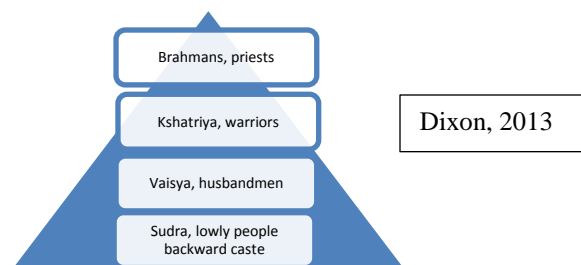 Brahmans, priests
Kshatriya, warriors
Dixon, 2013
Vaisya, husbandmen
Sudra, lowly people
backward caste